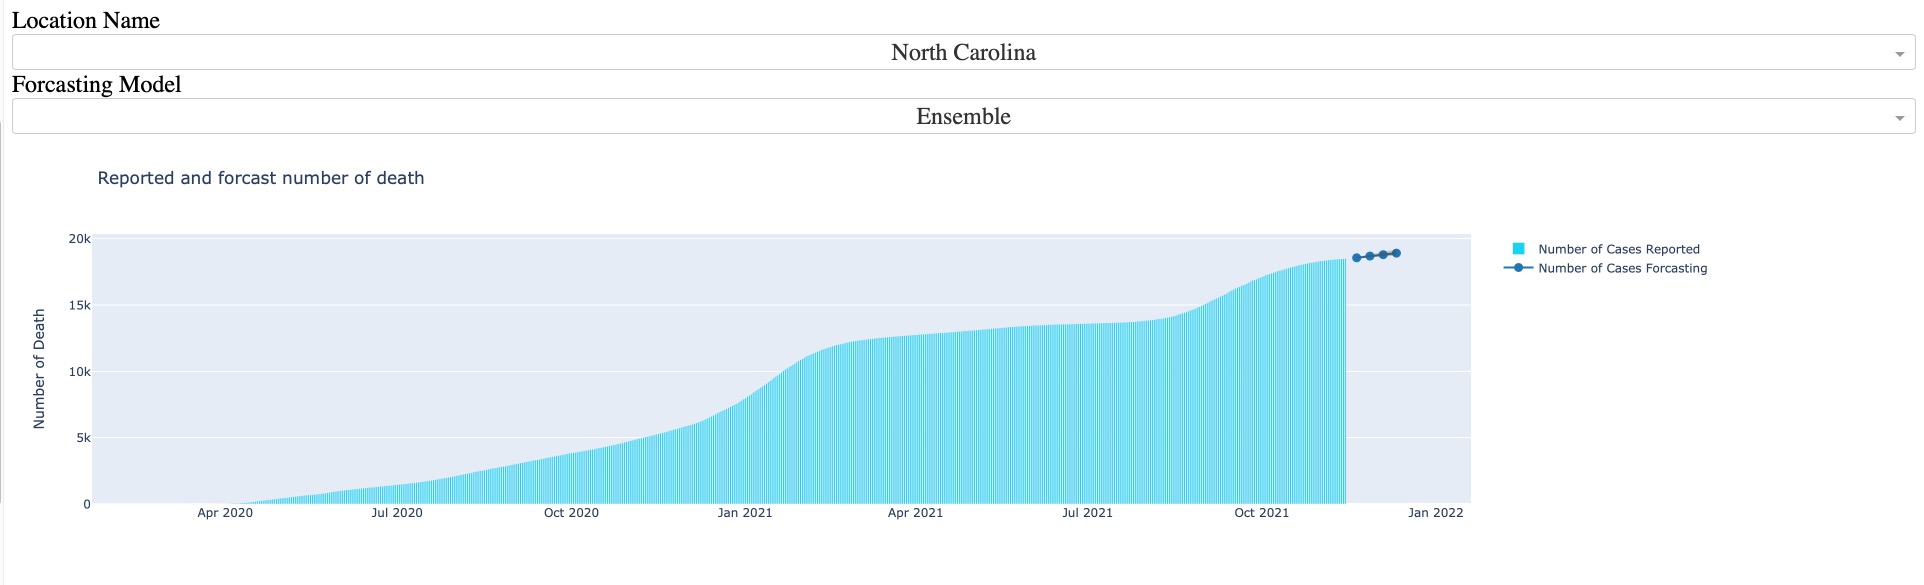 Location Name
North Carolina
Forcasting Model
Ensemble
Reported and forcast number of death
20k
15k
10k
5k
0
Number of Death
Apr 2020 Jul 2020 Oct 2020 Jan 2021 Apr 2021 Jul 2021 Oct 2021 Jan 2022
Number of Cases Reported
Number of Cases Forcasting